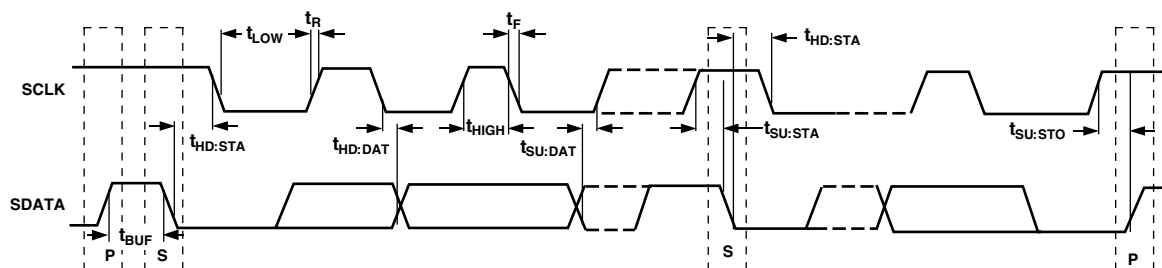 tR
tF
tLOW
tHD:STA
SCLK
tHD:STA
tHD:DAT
tHIGH
tSU:DAT
tSU:STA
tSU:STO
SDATA
tBUF
P
S
S
P